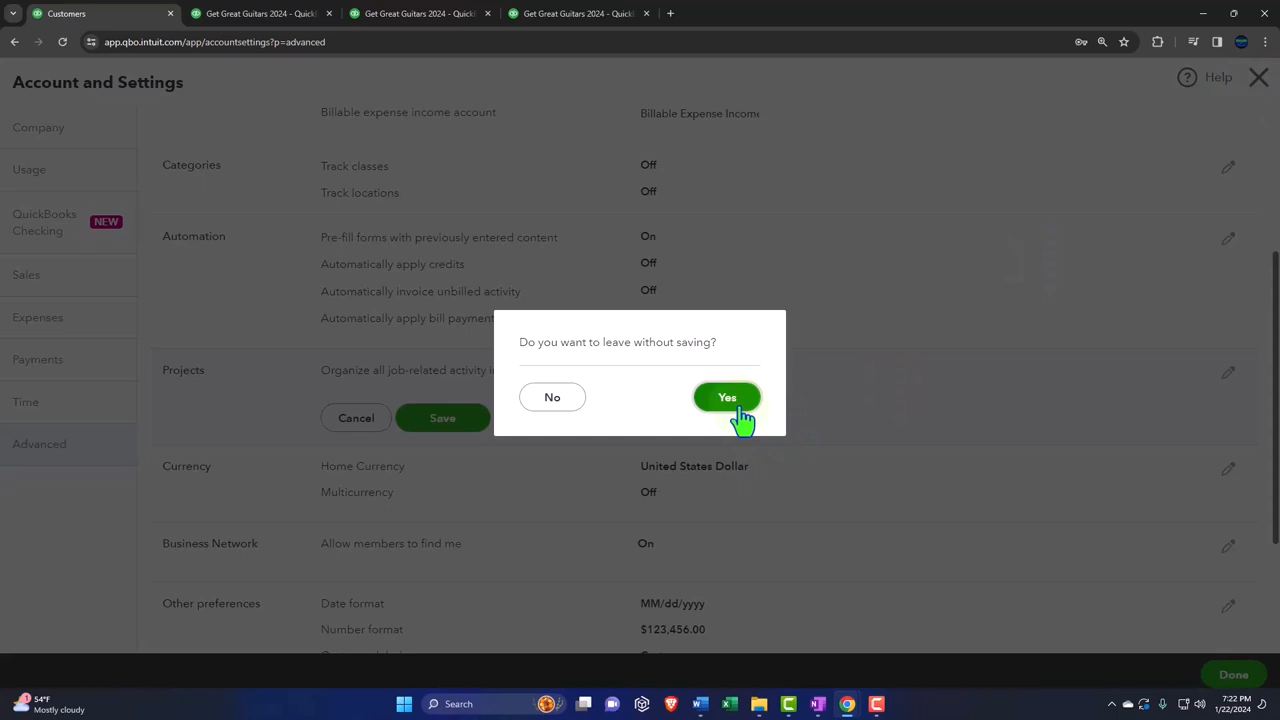 Customers
Get Great Guitars 2024 - QuickB
Get Great Guitars 2024 - QuickB
Get Great Guitars 2024 - QuickB
app.qbo.intuit.com/app/accountsettings?p=advanced
Account and Settings
Help
Company
Usage
QuickBooks
Checking
NEW
Sales
Expenses
Payments
Time
Advanced
Billable expense income account
Billable Expense Income
Categories
Track classes
Off
Track locations
Off
Automation
Pre-fill forms with previously entered content
On
Automatically apply credits
Off
Automatically invoice unbilled activity
Off
Automatically apply bill payment
Do you want to leave without saving?
No
Yes
Projects
Organize all job-related activity i
Cancel
Save
Currency
Home Currency
United States Dollar
Multicurrency
Off
Business Network
Allow members to find me
On
Other preferences
Date format
MM/dd/yyyy
Number format
$123,456.00
Done
54°F
Mostly cloudy
Search
7:22 PM
1/22/2024